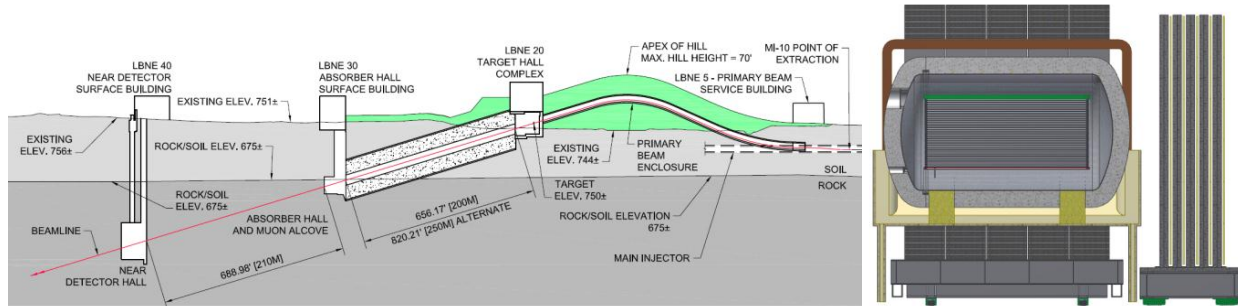 LBNE 40
NEAR DETECTOR
SURFACE BUILDING
EXISTING ELEV. 751±
LBNE 30
ABSORBER HALL
SURFACE BUILDING
LBNE 20
TARGET HALL
COMPLEX
APEX OF HILL
MAX. HILL HEIGHT = 70'
MI-10 POINT OF
EXTRACTION
LBNE 5 - PRIMARY BEAM
SERVICE BUILDING
EXISTING
ELEV. 756±
ROCK/SOIL ELEV. 675±
EXISTING
ELEV. 744±
PRIMARY
BEAM
ENCLOSURE
SOIL
ROCK
ROCK/SOIL
ELEV. 675±
TARGET
ELEV. 750±
ROCK/SOIL ELEVATION
675±
656.17' [200M]
820.21' [250M] ALTERNATE
ABSORBER HALL
AND MUON ALCOVE
BEAMLINE
688.98' [210M]
MAIN INJECTOR
NEAR
DETECTOR HALL